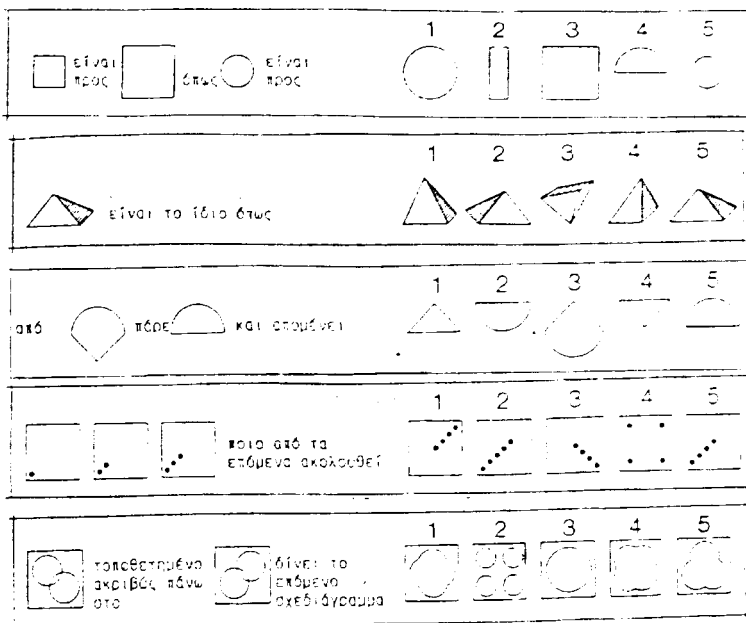 1 2 3 4 5
είναι προς όπως είναι προς
1 2 3 4 5
είναι το ίδιο όπως
1 2 3 4 5
από πάρε και απομένει
1 2 3 4 5
ποιο από τα
επόμενα ακολουθεί
1 2 3 4 5
τοποθετημένο
ακριβώς πάνω
στο
δίνει το
επόμενο
σχεδιάγραμμα